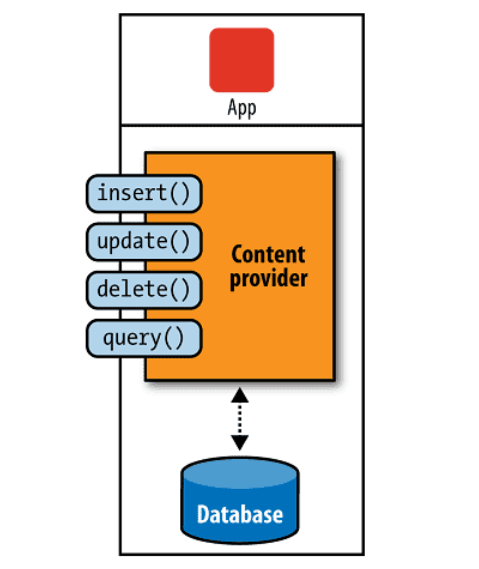 App
insert()
update()
delete()
query()
Content
provider
Database